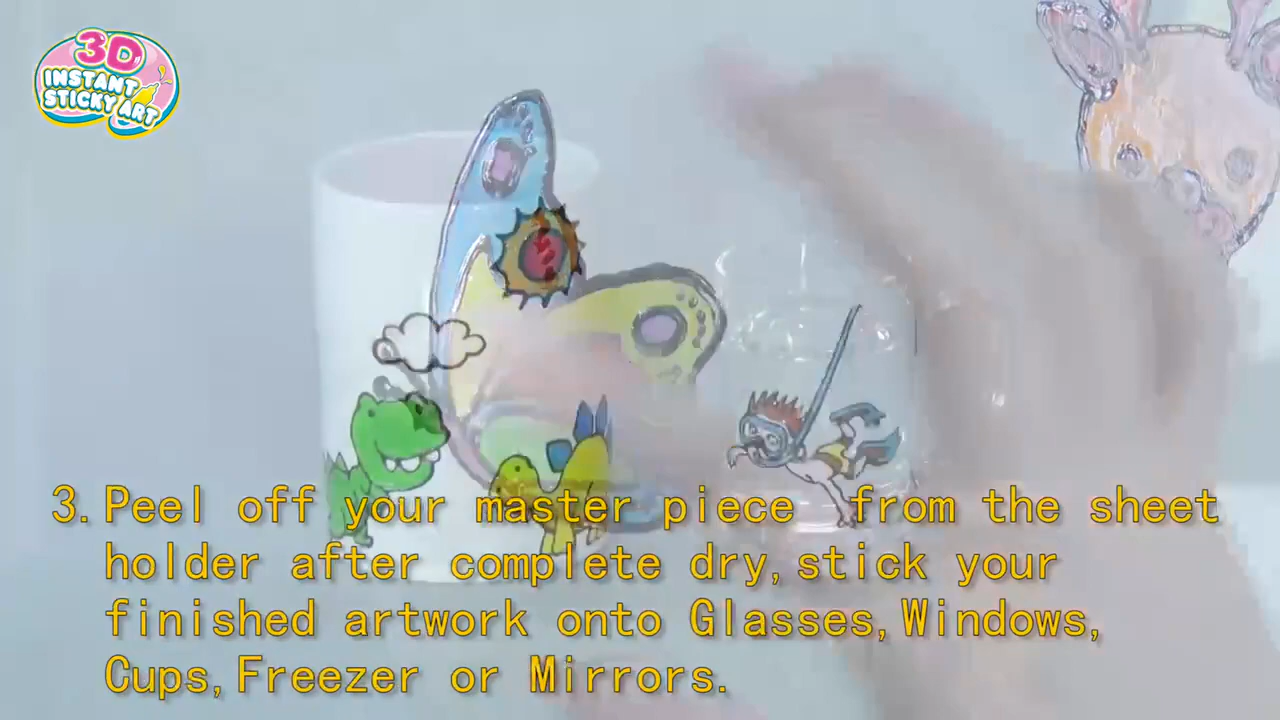 3D
INSTANT
STICKY ART
3. Peel off your master piece from the sheet
holder after complete dry,stick your
finished artwork onto Glasses,Windows,
Cups,Freezer or Mirrors.